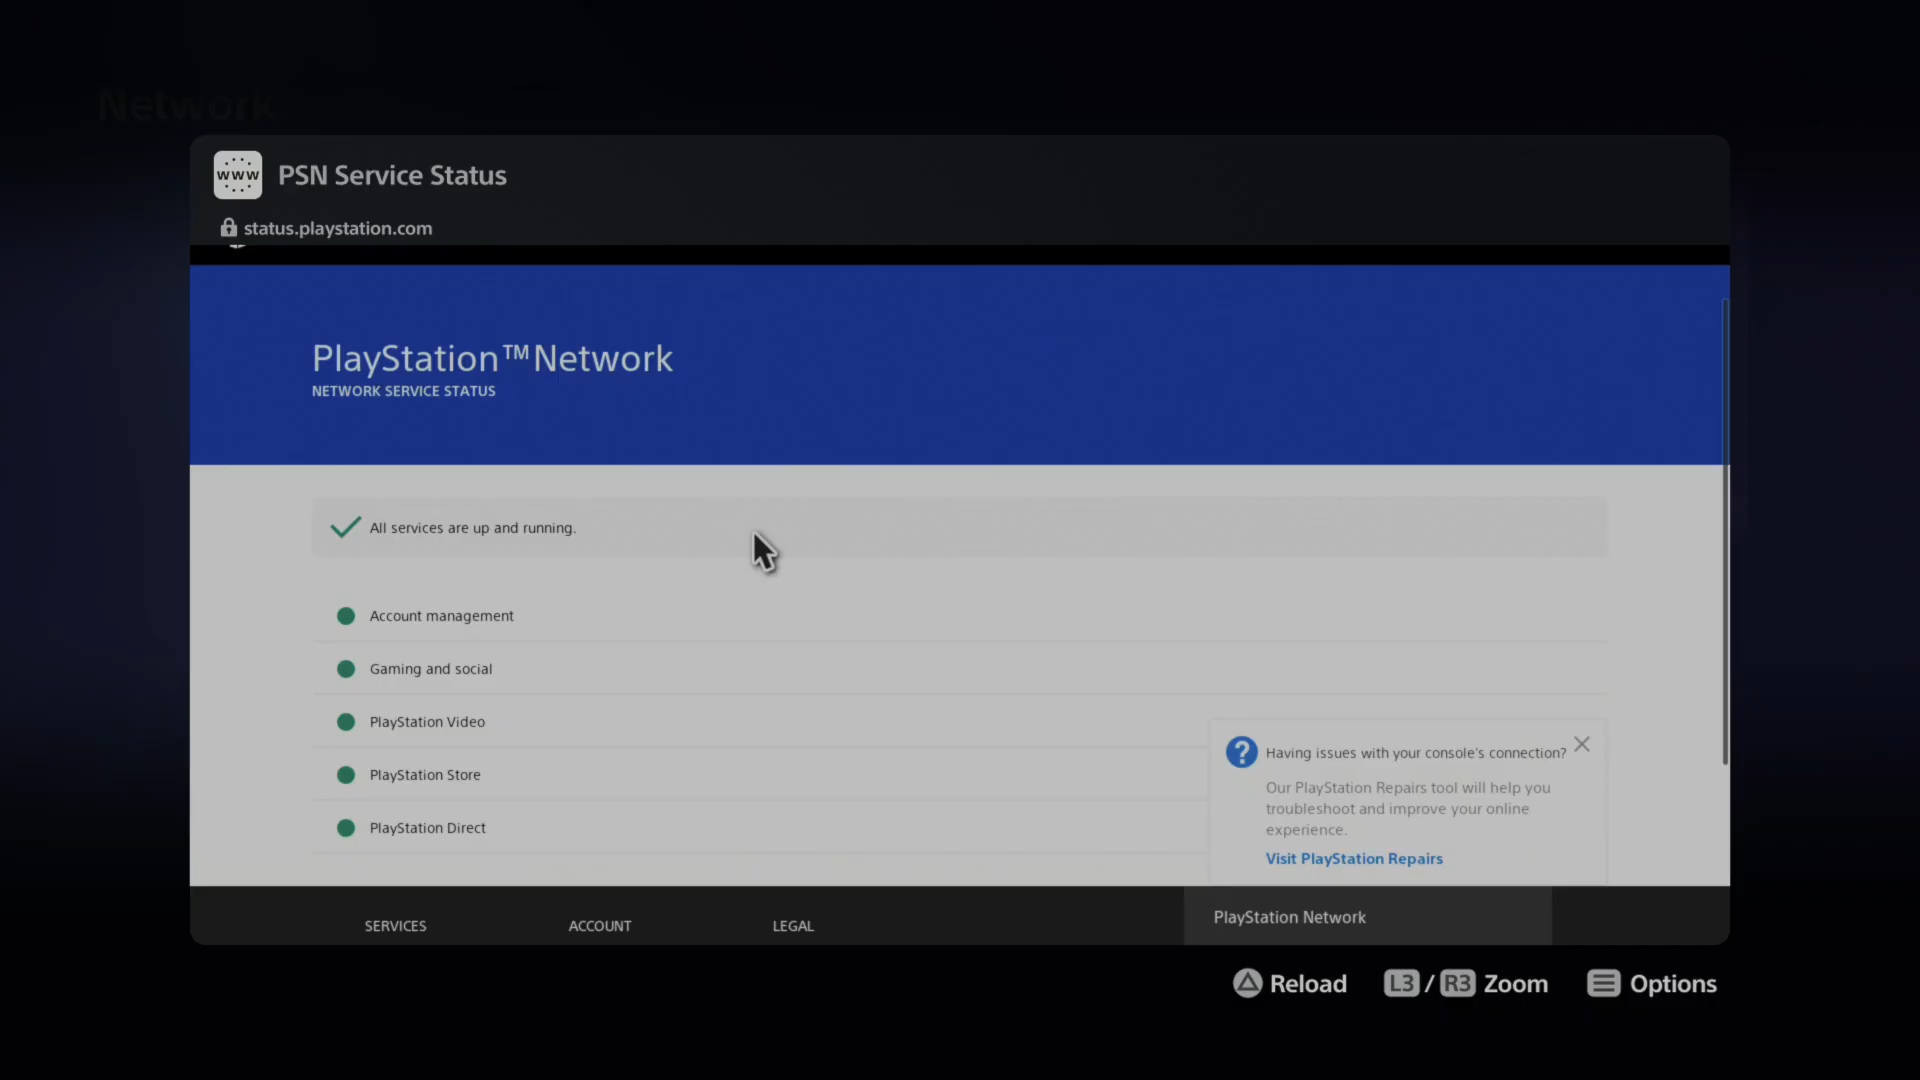 Network
www
PSN Service Status
status.playstation.com
PlayStation™Network
NETWORK SERVICE STATUS
All services are up and running.
Account management
Gaming and social
PlayStation Video
PlayStation Store
PlayStation Direct
? Having issues with your console's connection?
Our PlayStation Repairs tool will help you
troubleshoot and improve your online
experience.
Visit PlayStation Repairs
SERVICES
ACCOUNT
LEGAL
PlayStation Network
Reload
L3 / R3 Zoom
Options